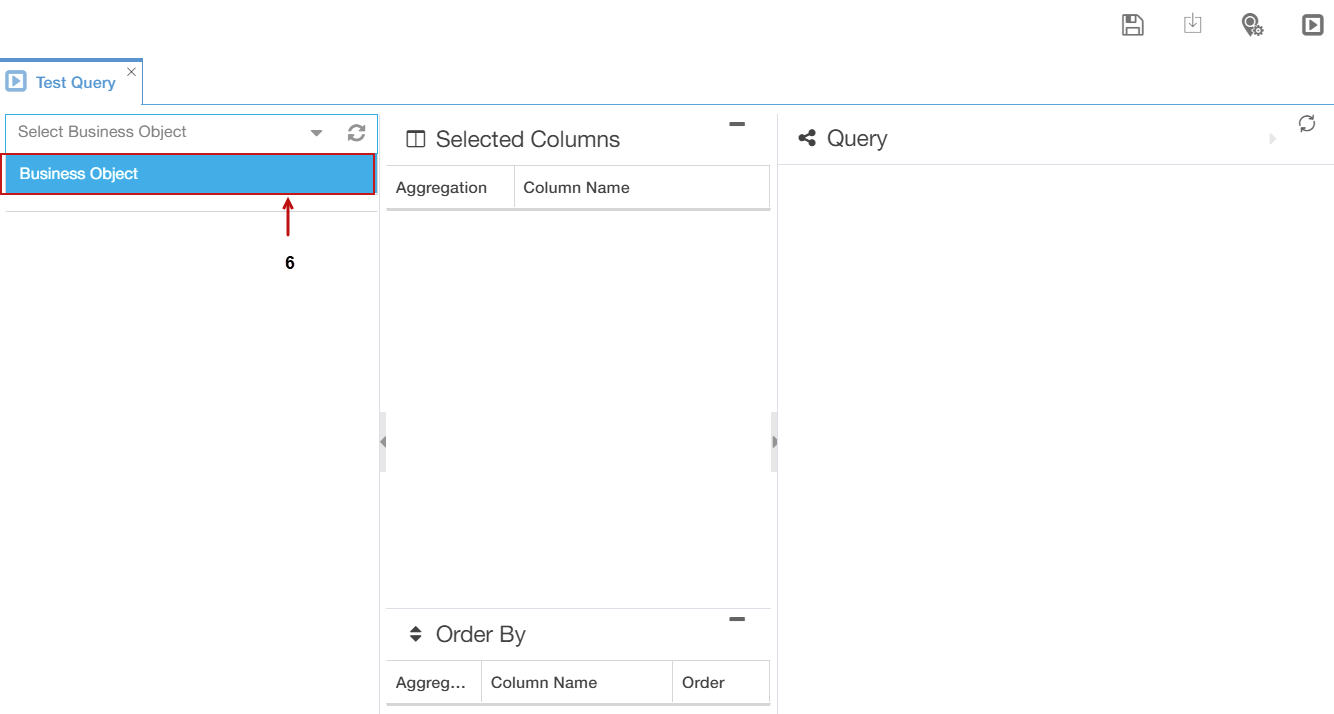 Test Query
Select Business Object
Business Object
6
Selected Columns
Aggregation Column Name
Order By
Aggreg... Column Name Order
Query